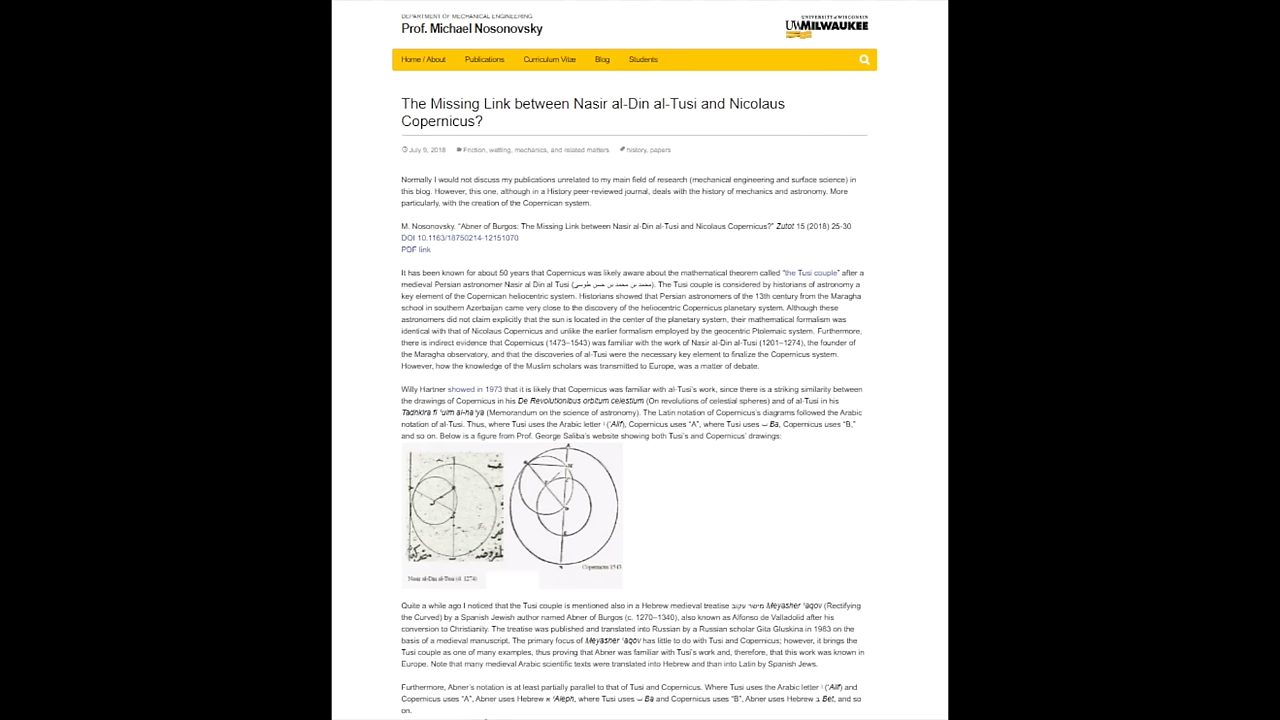 DEPARTMENT OF MECHANICAL ENGINEERING
Prof. Michael Nosonovsky
UNIVERSITY of WISCONSIN
UWMILWAUKEE
Home / About Publications Curriculum Vitæ Blog Students
The Missing Link between Nasir al-Din al-Tusi and Nicolaus
Copernicus?
July 9, 2018 Friction, wetting, mechanics, and related matters history, papers
Normally I would not discuss my publications unrelated to my main field of research (mechanical engineering and surface science) in
this blog. However, this one, although in a History peer-reviewed journal, deals with the history of mechanics and astronomy. More
particularly, with the creation of the Copernican system.
M. Nosonovsky. "Abner of Burgos: The Missing Link between Nasir al-Din al-Tusi and Nicolaus Copernicus?" Zutot 15 (2018) 25-30
DOI 10.1163/18750214-12151070
PDF link
It has been known for about 50 years that Copernicus was likely aware about the mathematical theorem called "the Tusi couple" after a
medieval Persian astronomer Nasir al Din al Tusi (محمد بن محمد بن حسن طوسی). The Tusi couple is considered by historians of astronomy a
key element of the Copernican heliocentric system. Historians showed that Persian astronomers of the 13th century from the Maragha
school in southern Azerbaijan came very close to the discovery of the heliocentric Copernicus planetary system. Although these
astronomers did not claim explicitly that the sun is located in the center of the planetary system, their mathematical formalism was
identical with that of Nicolaus Copernicus and unlike the earlier formalism employed by the geocentric Ptolemaic system. Furthermore,
there is indirect evidence that Copernicus (1473–1543) was familiar with the work of Nasir al-Din al-Tusi (1201–1274), the founder of
the Maragha observatory, and that the discoveries of al-Tusi were the necessary key element to finalize the Copernicus system.
However, how the knowledge of the Muslim scholars was transmitted to Europe, was a matter of debate.
Willy Hartner showed in 1973 that it is likely that Copernicus was familiar with al-Tusi's work, since there is a striking similarity between
the drawings of Copernicus in his De Revolutionibus orbitum celestium (On revolutions of celestial spheres) and of al-Tusi in his
Tadhkira fi 'ulm al-ha'ya (Memorandum on the science of astronomy). The Latin notation of Copernicus's diagrams followed the Arabic
notation of al-Tusi. Thus, where Tusi uses the Arabic letter ا ('Alif), Copernicus uses "A", where Tusi uses ب Ba, Copernicus uses "B,"
and so on. Below is a figure from Prof. George Saliba's website showing both Tusi's and Copernicus' drawings:
Copernicus 1543
Nasir al-Din al-Tusi (d. 1274)
Quite a while ago I noticed that the Tusi couple is mentioned also in a Hebrew medieval treatise מישר עקוב Meyasher 'aqov (Rectifying
the Curved) by a Spanish Jewish author named Abner of Burgos (c. 1270–1340), also known as Alfonso de Valladolid after his
conversion to Christianity. The treatise was published and translated into Russian by a Russian scholar Gita Gluskina in 1983 on the
basis of a medieval manuscript. The primary focus of Meyasher 'aqov has little to do with Tusi and Copernicus; however, it brings the
Tusi couple as one of many examples, thus proving that Abner was familiar with Tusi's work and, therefore, that this work was known in
Europe. Note that many medieval Arabic scientific texts were translated into Hebrew and than into Latin by Spanish Jews.
Furthermore, Abner's notation is at least partially parallel to that of Tusi and Copernicus. Where Tusi uses the Arabic letter ا ('Alif) and
Copernicus uses "A", Abner uses Hebrew א 'Aleph, where Tusi uses ب Ba and Copernicus uses "B", Abner uses Hebrew ב Bet, and so
on.